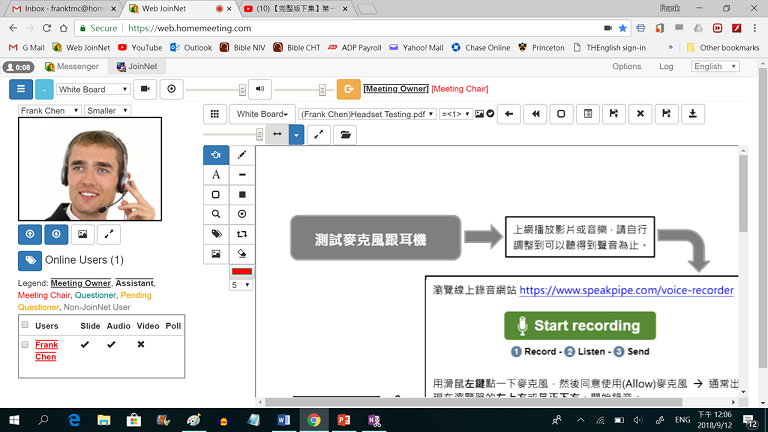 Inbox - franktmc@hom
Web JoinNet
(10)【完整版下集】第一
Frank
Secure
https://web.homemeeting.com
G Mail
Web JoinNet
YouTube
Outlook
Bible NIV
Bible CHT
ADP Payroll
Yahoo! Mail
Chase Online
Princeton
THEnglish sign-in
»
Other bookmarks
0:08
Messenger
JoinNet
Options
Log
English
White Board
[Meeting Owner] [Meeting Chair]
Frank Chen
Smaller
White Board
(Frank Chen)Headset Testing.pdf
=<1>
A
5
測試麥克風跟耳機
上網播放影片或音樂，請自行
調整到可以聽得到聲音為止。
瀏覽線上錄音網站 https://www.speakpipe.com/voice-recorder
Start recording
1 Record - 2 Listen - 3 Send
用滑鼠左鍵點一下麥克風，然後同意使用(Allow)麥克風 → 通常出
Online Users (1)
Legend: Meeting Owner, Assistant,
Meeting Chair, Questioner, Pending
Questioner, Non-JoinNet User
Users Slide Audio Video Poll
Frank
Chen
ENG
下午 12:06
2018/9/12
12